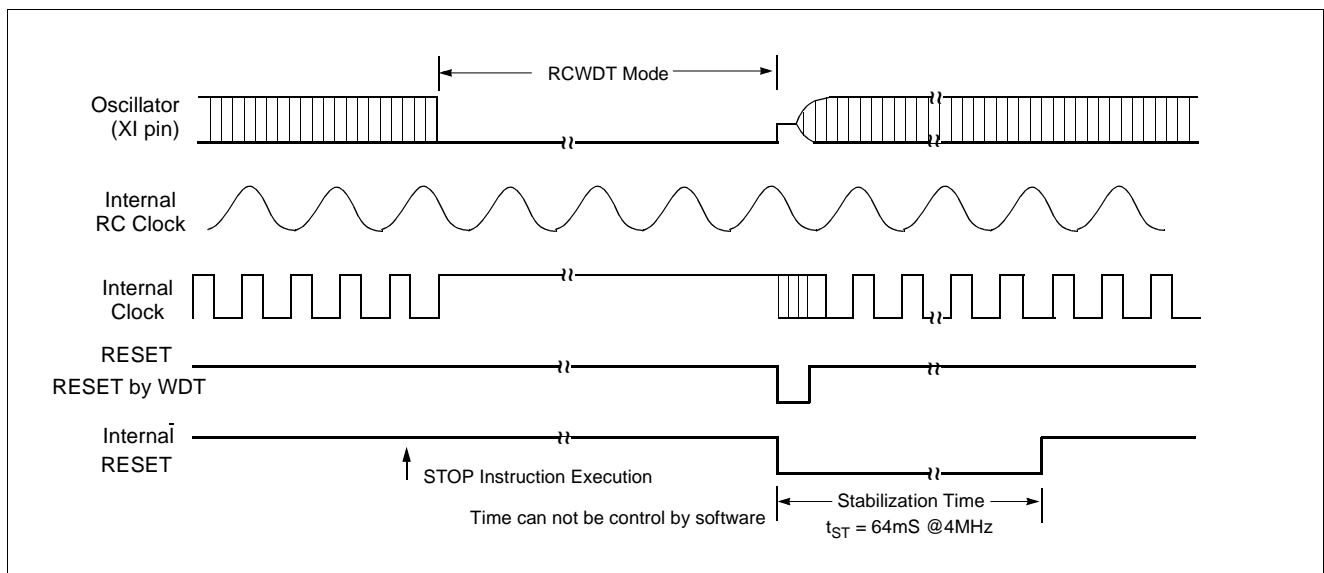 RCWDT Mode
Oscillator
(XI pin)
Internal
RC Clock
Internal
Clock
RESET
RESET by WDT
Internal
RESET
STOP Instruction Execution
Time can not be control by software
Stabilization Time
tST = 64mS @4MHz